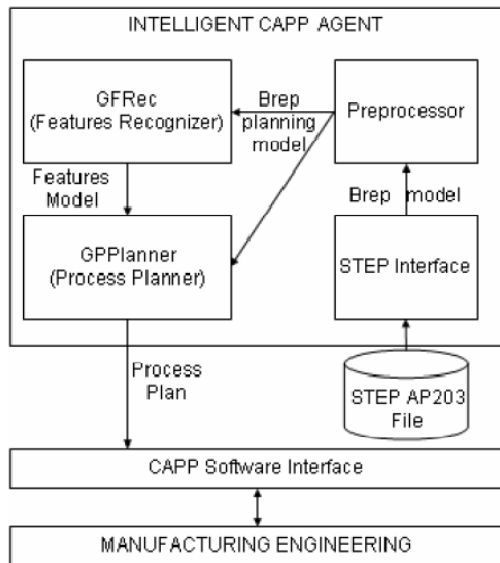 INTELLIGENT CAPP AGENT
GFRec
(Features Recognizer)
Brep
planning
model
Preprocessor
Features
Model
Brep model
GPPlanner
(Process Planner)
STEP Interface
Process
Plan
STEP AP203
File
CAPP Software Interface
MANUFACTURING ENGINEERING